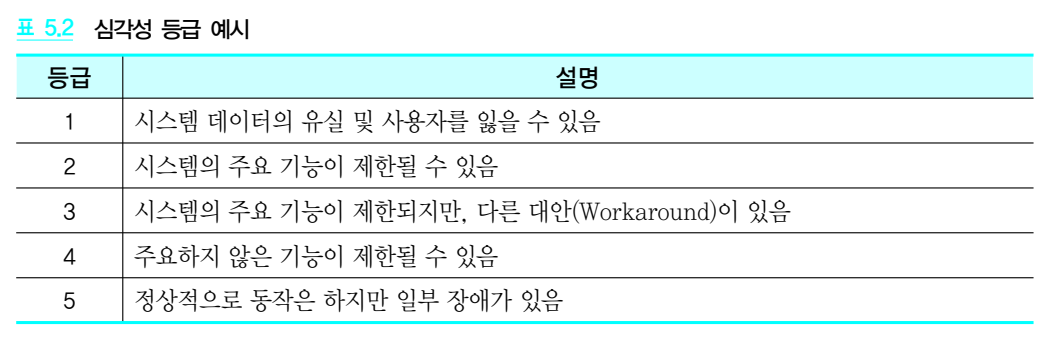 표 5.2 심각성 등급 예시
등급 설명
1 시스템 데이터의 유실 및 사용자를 잃을 수 있음
2 시스템의 주요 기능이 제한될 수 있음
3 시스템의 주요 기능이 제한되지만, 다른 대안(Workaround)이 있음
4 주요하지 않은 기능이 제한될 수 있음
5 정상적으로 동작은 하지만 일부 장애가 있음